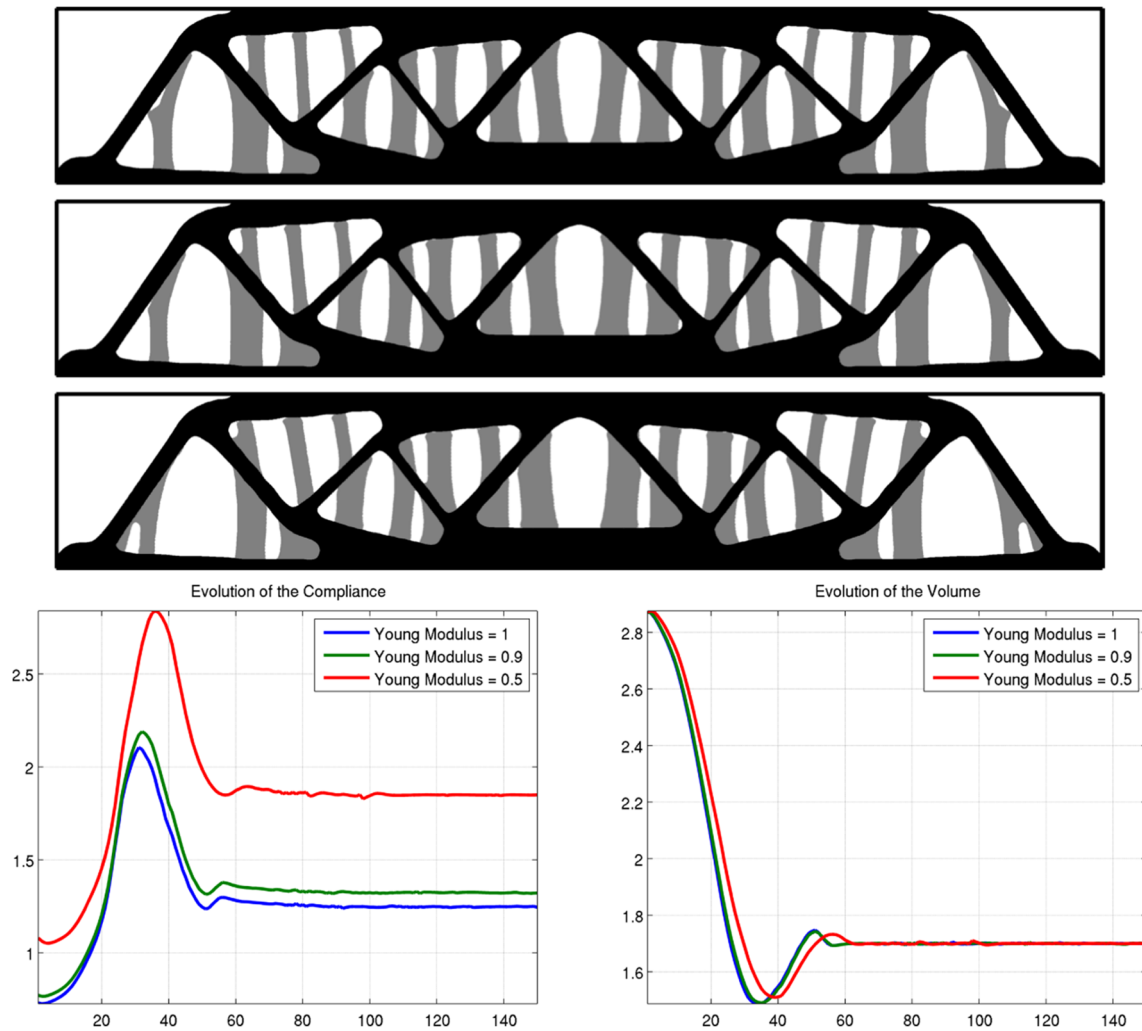 Evolution of the Compliance
Young Modulus = 1
Young Modulus = 0.9
Young Modulus = 0.5
2.5
2
1.5
1
20 40 60 80 100 120 140
Evolution of the Volume
Young Modulus = 1
Young Modulus = 0.9
Young Modulus = 0.5
2.8
2.6
2.4
2.2
2
1.8
1.6
20 40 60 80 100 120 140